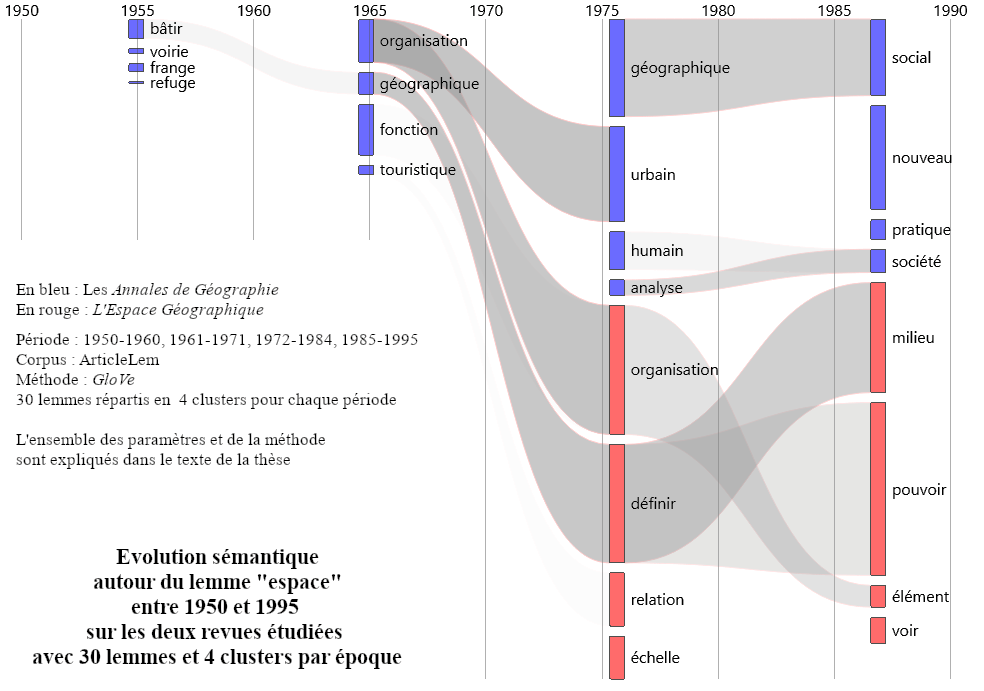 1950 1955 1960 1965 1970 1975 1980 1985 1990
bâtir
voirie
frange
refuge
organisation
géographique
fonction
touristique
géographique
urbain
humain
analyse
organisation
définir
relation
échelle
social
nouveau
pratique
société
milieu
pouvoir
élément
voir
En bleu : Les Annales de Géographie
En rouge : L'Espace Géographique
Période : 1950-1960, 1961-1971, 1972-1984, 1985-1995
Corpus : ArticleLem
Méthode : GloVe
30 lemmes répartis en 4 clusters pour chaque période
L'ensemble des paramètres et de la méthode
sont expliqués dans le texte de la thèse
Evolution sémantique
autour du lemme "espace"
entre 1950 et 1995
sur les deux revues étudiées
avec 30 lemmes et 4 clusters par époque